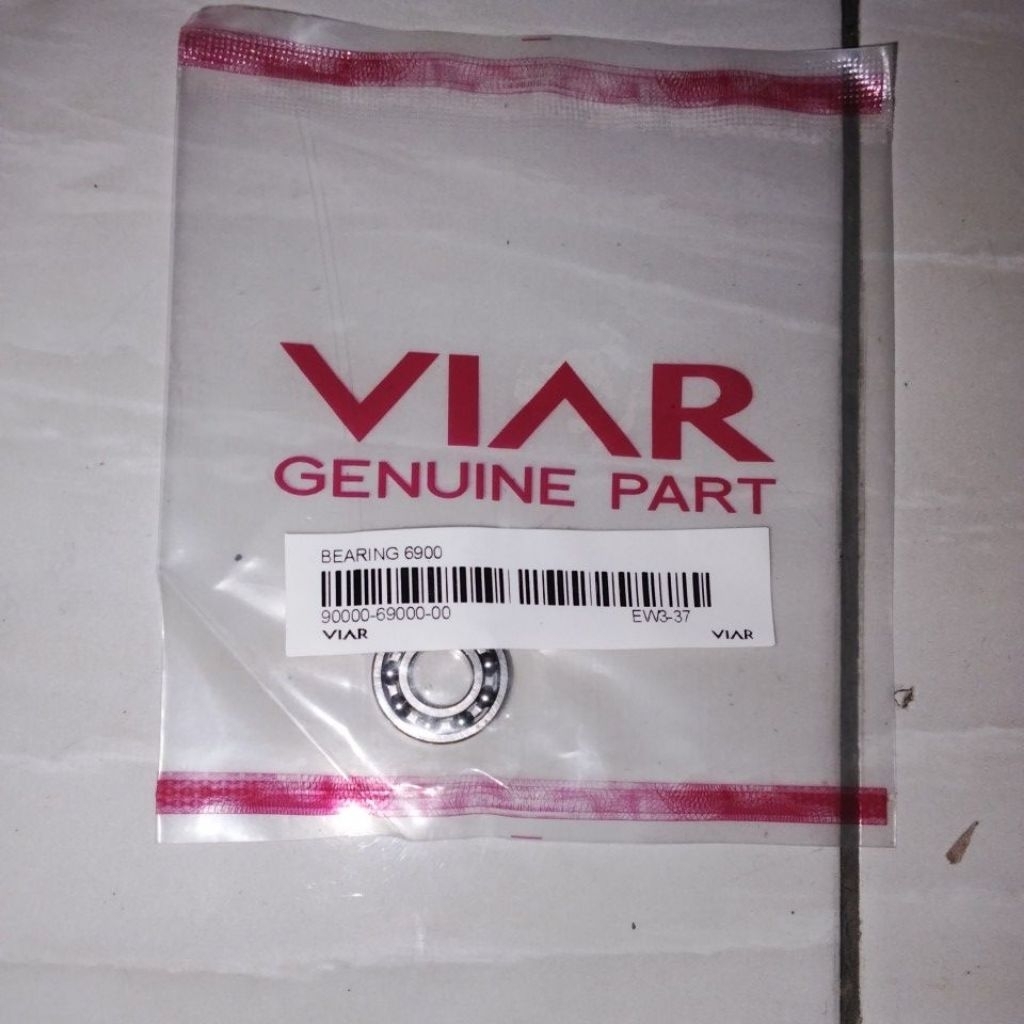 VIAR
GENUINE PART
BEARING 6900
90000-69000-00 EW3-37
VIAR VIAR